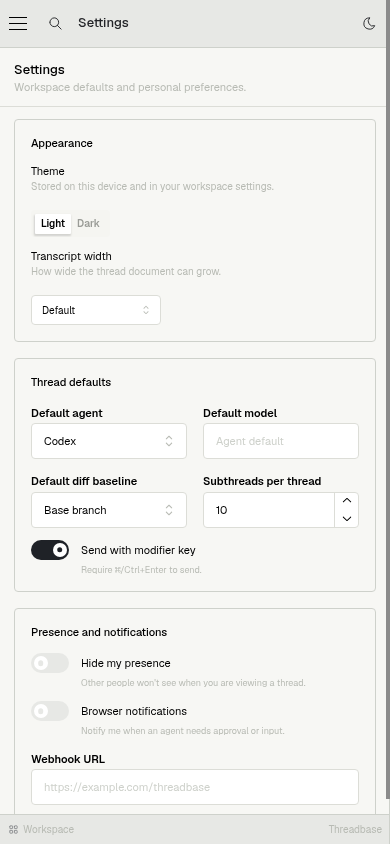 Settings
Settings
Workspace defaults and personal preferences.
Appearance
Theme
Stored on this device and in your workspace settings.
Light Dark
Transcript width
How wide the thread document can grow.
Default
Thread defaults
Default agent Default model
Codex Agent default
Default diff baseline Subthreads per thread
Base branch 10
Send with modifier key
Require ⌘/Ctrl+Enter to send.
Presence and notifications
Hide my presence
Other people won't see when you are viewing a thread.
Browser notifications
Notify me when an agent needs approval or input.
Webhook URL
https://example.com/threadbase
Workspace Threadbase